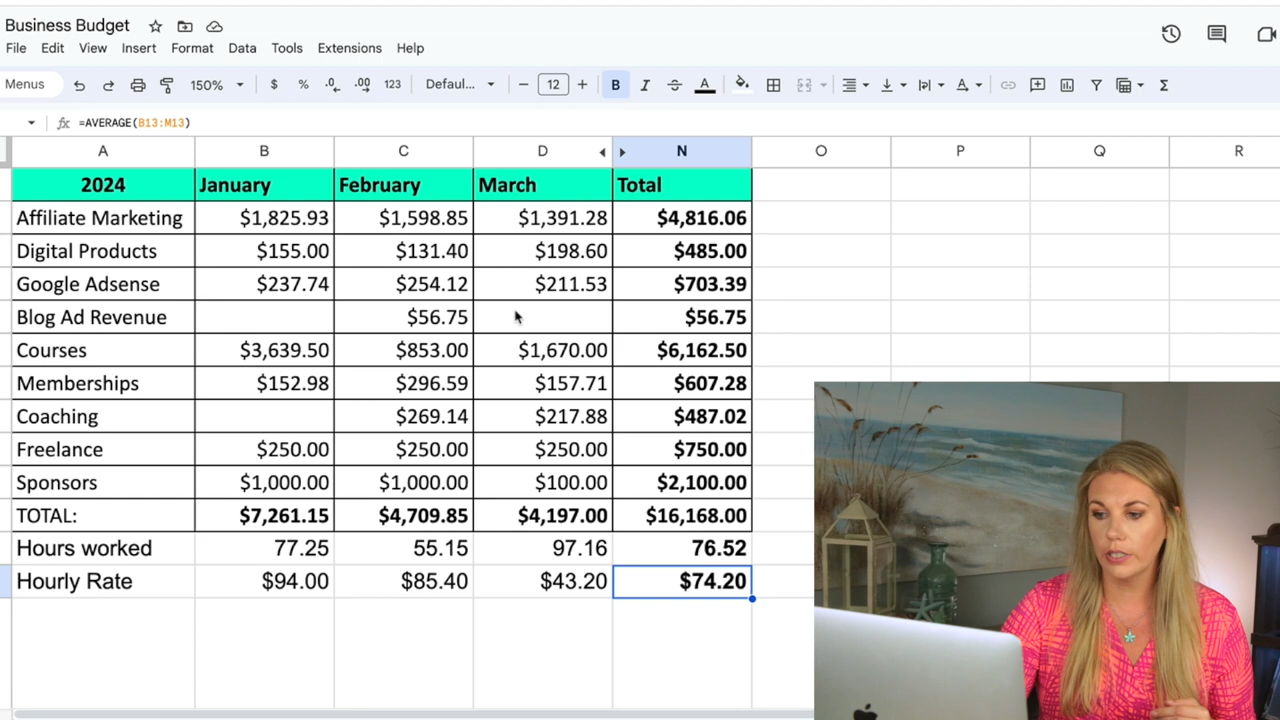 Business Budget
File Edit View Insert Format Data Tools Extensions Help
Menus 150% $ % .0 .00 123 Defaul... − 12 + B I S A Σ
fx =AVERAGE(B13:M13)
A B C D N O P Q R
2024 January February March Total
Affiliate Marketing $1,825.93 $1,598.85 $1,391.28 $4,816.06
Digital Products $155.00 $131.40 $198.60 $485.00
Google Adsense $237.74 $254.12 $211.53 $703.39
Blog Ad Revenue $56.75 $56.75
Courses $3,639.50 $853.00 $1,670.00 $6,162.50
Memberships $152.98 $296.59 $157.71 $607.28
Coaching $269.14 $217.88 $487.02
Freelance $250.00 $250.00 $250.00 $750.00
Sponsors $1,000.00 $1,000.00 $100.00 $2,100.00
TOTAL: $7,261.15 $4,709.85 $4,197.00 $16,168.00
Hours worked 77.25 55.15 97.16 76.52
Hourly Rate $94.00 $85.40 $43.20 $74.20